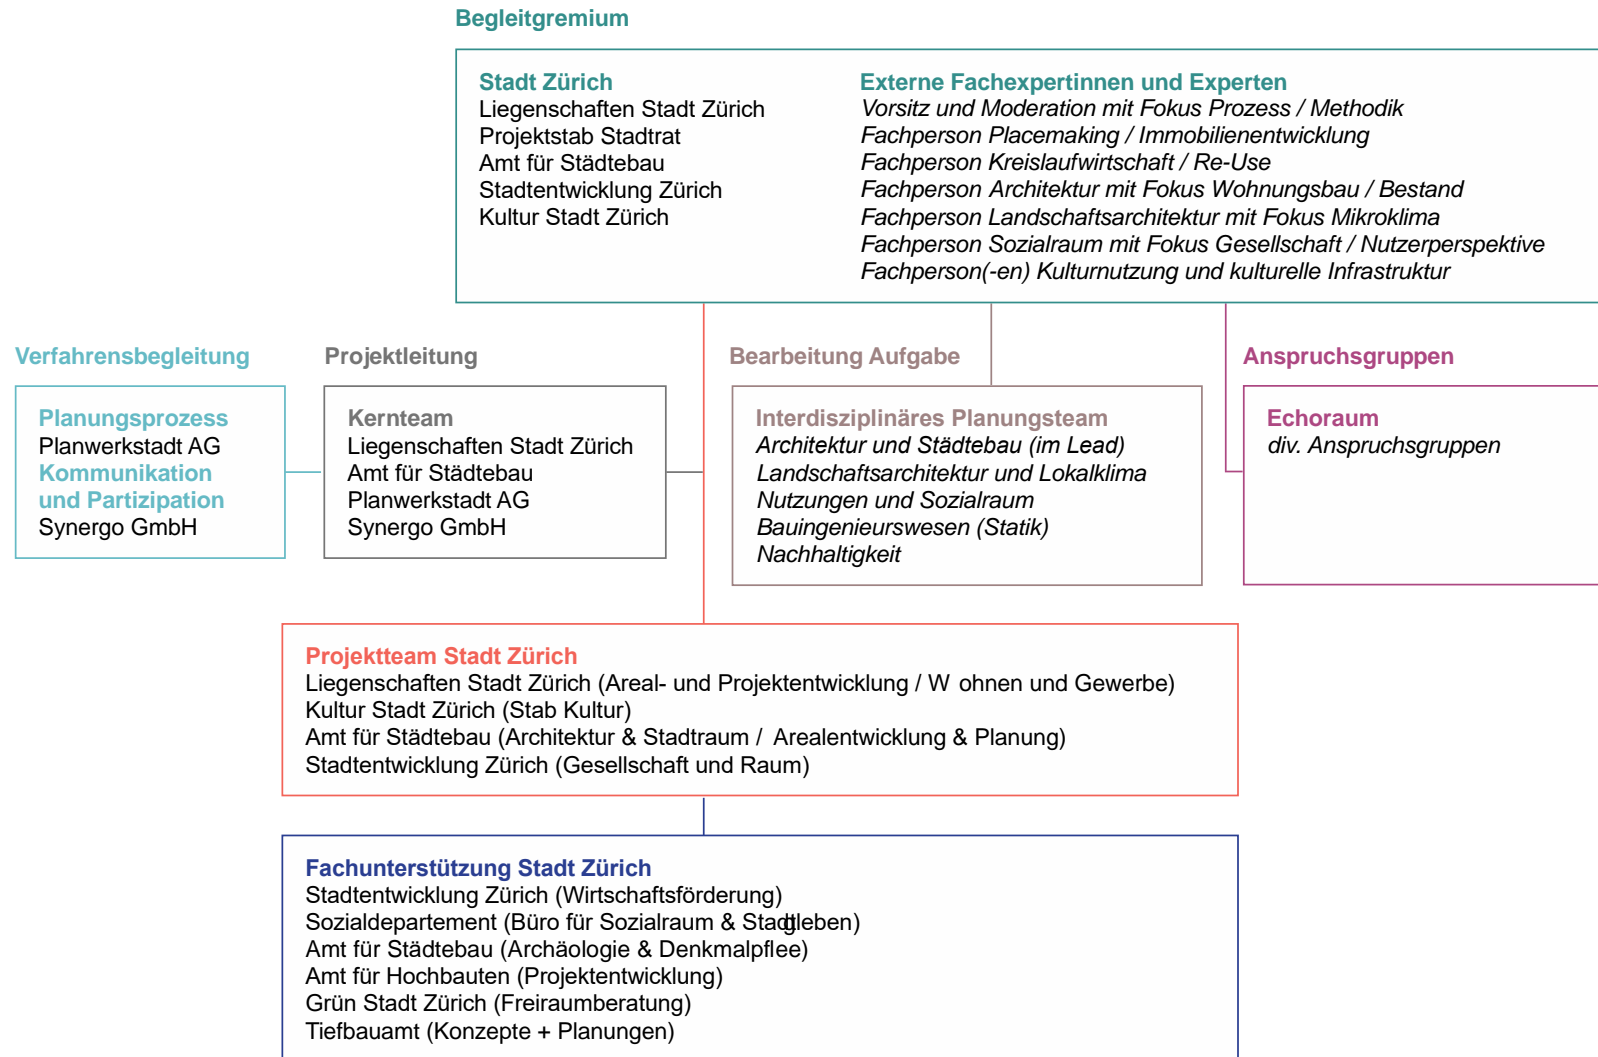 Begleitgremium
Stadt Zürich
Liegenschaften Stadt Zürich
Projektstab Stadtrat
Amt für Städtebau
Stadtentwicklung Zürich
Kultur Stadt Zürich
Externe Fachexpertinnen und Experten
Vorsitz und Moderation mit Fokus Prozess / Methodik
Fachperson Placemaking / Immobilienentwicklung
Fachperson Kreislaufwirtschaft / Re-Use
Fachperson Architektur mit Fokus Wohnungsbau / Bestand
Fachperson Landschaftsarchitektur mit Fokus Mikroklima
Fachperson Sozialraum mit Fokus Gesellschaft / Nutzerperspektive
Fachperson(-en) Kulturnutzung und kulturelle Infrastruktur
Verfahrensbegleitung
Planungsprozess
Planwerkstadt AG
Kommunikation
und Partizipation
Synergo GmbH
Projektleitung
Kernteam
Liegenschaften Stadt Zürich
Amt für Städtebau
Planwerkstadt AG
Synergo GmbH
Bearbeitung Aufgabe
Interdisziplinäres Planungsteam
Architektur und Städtebau (im Lead)
Landschaftsarchitektur und Lokalklima
Nutzungen und Sozialraum
Bauingenieurswesen (Statik)
Nachhaltigkeit
Anspruchsgruppen
Echoraum
div. Anspruchsgruppen
Projektteam Stadt Zürich
Liegenschaften Stadt Zürich (Areal- und Projektentwicklung / W ohnen und Gewerbe)
Kultur Stadt Zürich (Stab Kultur)
Amt für Städtebau (Architektur & Stadtraum / Arealentwicklung & Planung)
Stadtentwicklung Zürich (Gesellschaft und Raum)
Fachunterstützung Stadt Zürich
Stadtentwicklung Zürich (Wirtschaftsförderung)
Sozialdepartement (Büro für Sozialraum & Stadtleben)
Amt für Städtebau (Archäologie & Denkmalpflee)
Amt für Hochbauten (Projektentwicklung)
Grün Stadt Zürich (Freiraumberatung)
Tiefbauamt (Konzepte + Planungen)